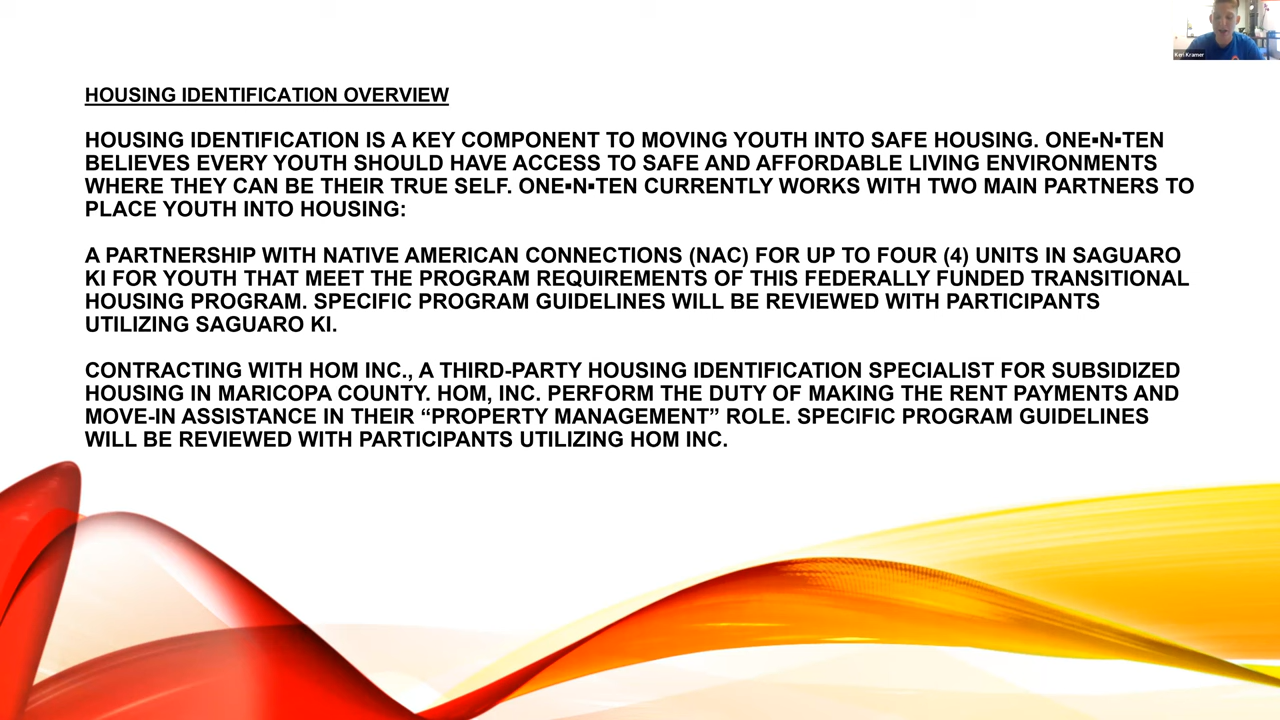 Keri Kramer
HOUSING IDENTIFICATION OVERVIEW
HOUSING IDENTIFICATION IS A KEY COMPONENT TO MOVING YOUTH INTO SAFE HOUSING. ONE▪N▪TEN
BELIEVES EVERY YOUTH SHOULD HAVE ACCESS TO SAFE AND AFFORDABLE LIVING ENVIRONMENTS
WHERE THEY CAN BE THEIR TRUE SELF. ONE▪N▪TEN CURRENTLY WORKS WITH TWO MAIN PARTNERS TO
PLACE YOUTH INTO HOUSING:
A PARTNERSHIP WITH NATIVE AMERICAN CONNECTIONS (NAC) FOR UP TO FOUR (4) UNITS IN SAGUARO
KI FOR YOUTH THAT MEET THE PROGRAM REQUIREMENTS OF THIS FEDERALLY FUNDED TRANSITIONAL
HOUSING PROGRAM. SPECIFIC PROGRAM GUIDELINES WILL BE REVIEWED WITH PARTICIPANTS
UTILIZING SAGUARO KI.
CONTRACTING WITH HOM INC., A THIRD-PARTY HOUSING IDENTIFICATION SPECIALIST FOR SUBSIDIZED
HOUSING IN MARICOPA COUNTY. HOM, INC. PERFORM THE DUTY OF MAKING THE RENT PAYMENTS AND
MOVE-IN ASSISTANCE IN THEIR “PROPERTY MANAGEMENT” ROLE. SPECIFIC PROGRAM GUIDELINES
WILL BE REVIEWED WITH PARTICIPANTS UTILIZING HOM INC.